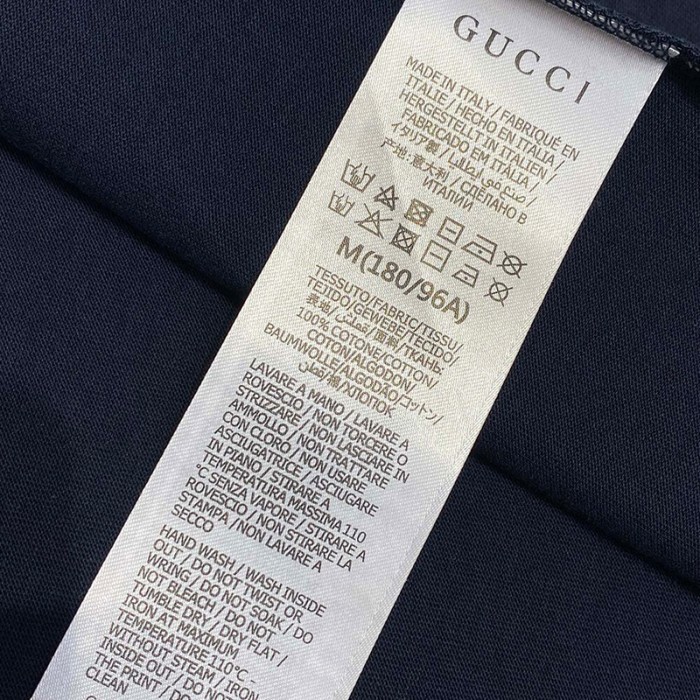 GUCCI
MADE IN ITALY / FABRIQUÉ EN
ITALIE / HECHO EN ITALIA /
HERGESTELLT IN ITALIEN /
FABRICADO EM ITÁLIA /
イタリア製 / صنع في إيطاليا /
产地:意大利 / СДЕЛАНО В
ИТАЛИИ
M(180/96A)
TESSUTO/FABRIC/TISSU/
TEJIDO/GEWEBE/TECIDO/
表地/قماش/面料/ТКАНЬ:
100% COTONE/COTTON/
COTON/ALGODON/
BAUMWOLLE/ALGODÃO/コットン/
قطن/棉/ХЛОПОК
LAVARE A MANO / LAVARE A
ROVESCIO / NON TORCERE O
STRIZZARE / NON LASCIARE IN
AMMOLLO / NON TRATTARE
CON CLORO / NON USARE
ASCIUGATRICE / ASCIUGARE
IN PIANO / STIRARE A
TEMPERATURA MASSIMA 110
°C SENZA VAPORE / STIRARE A
ROVESCIO / NON STIRARE LA
STAMPA / NON LAVARE A
SECCO
HAND WASH / WASH INSIDE
OUT / DO NOT TWIST OR
WRING / DO NOT SOAK / DO
NOT BLEACH / DO NOT
TUMBLE DRY / DRY FLAT /
IRON AT MAXIMUM
TEMPERATURE 110°C -
WITHOUT STEAM / IRON
INSIDE OUT / DO NOT IRON
THE PRINT / DO NOT DRY
CLEAN